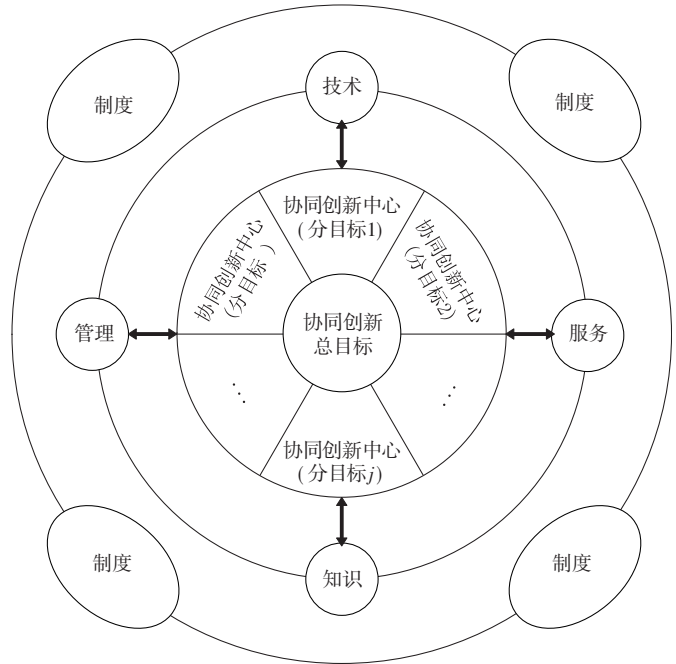 技术
制度
制度
协同创新中心
(分目标1)
协同创新中心
(分目标 )
协同创新中心
(分目标2)
管理
协同创新
总目标
服务
…
…
协同创新中心
(分目标j)
制度
知识
制度